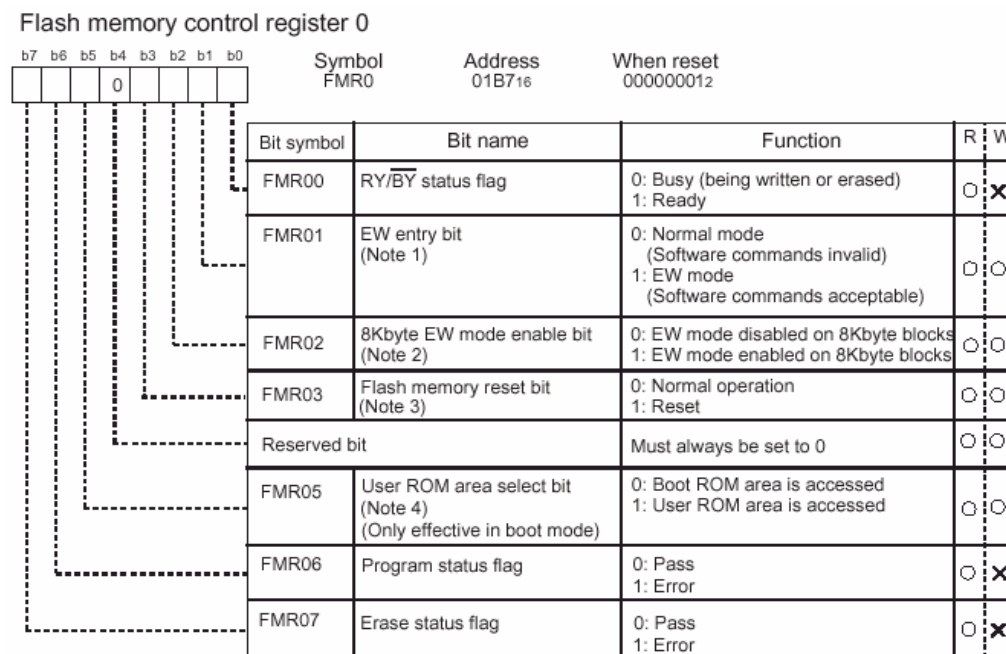 Flash memory control register 0
b7 b6 b5 b4 b3 b2 b1 b0
0
Symbol Address When reset
FMR0 01B716 000000012
Bit symbol Bit name Function R W
FMR00 RY/BY status flag 0: Busy (being written or erased)
1: Ready
FMR01 EW entry bit 0: Normal mode
(Note 1) (Software commands invalid)
1: EW mode
(Software commands acceptable)
FMR02 8Kbyte EW mode enable bit 0: EW mode disabled on 8Kbyte blocks
(Note 2) 1: EW mode enabled on 8Kbyte blocks
FMR03 Flash memory reset bit 0: Normal operation
(Note 3) 1: Reset
Reserved bit Must always be set to 0
FMR05 User ROM area select bit 0: Boot ROM area is accessed
(Note 4) 1: User ROM area is accessed
(Only effective in boot mode)
FMR06 Program status flag 0: Pass
1: Error
FMR07 Erase status flag 0: Pass
1: Error